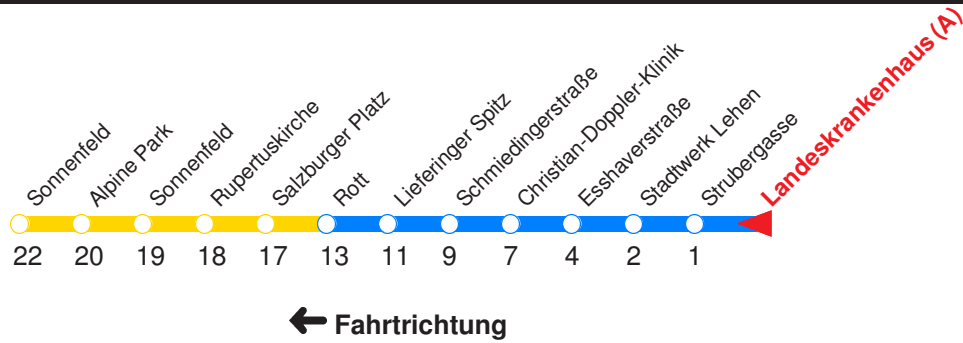 Sonnenfeld
Alpine Park
Sonnenfeld
Rupertuskirche
Salzburger Platz
Rott
Lieferinger Spitz
Schmiedingerstraße
Christian-Doppler-Klinik
Esshaverstraße
Stadtwerk Lehen
Strubergasse
Landeskrankenhaus (A)
22 20 19 18 17 13 11 9 7 4 2 1
Fahrtrichtung